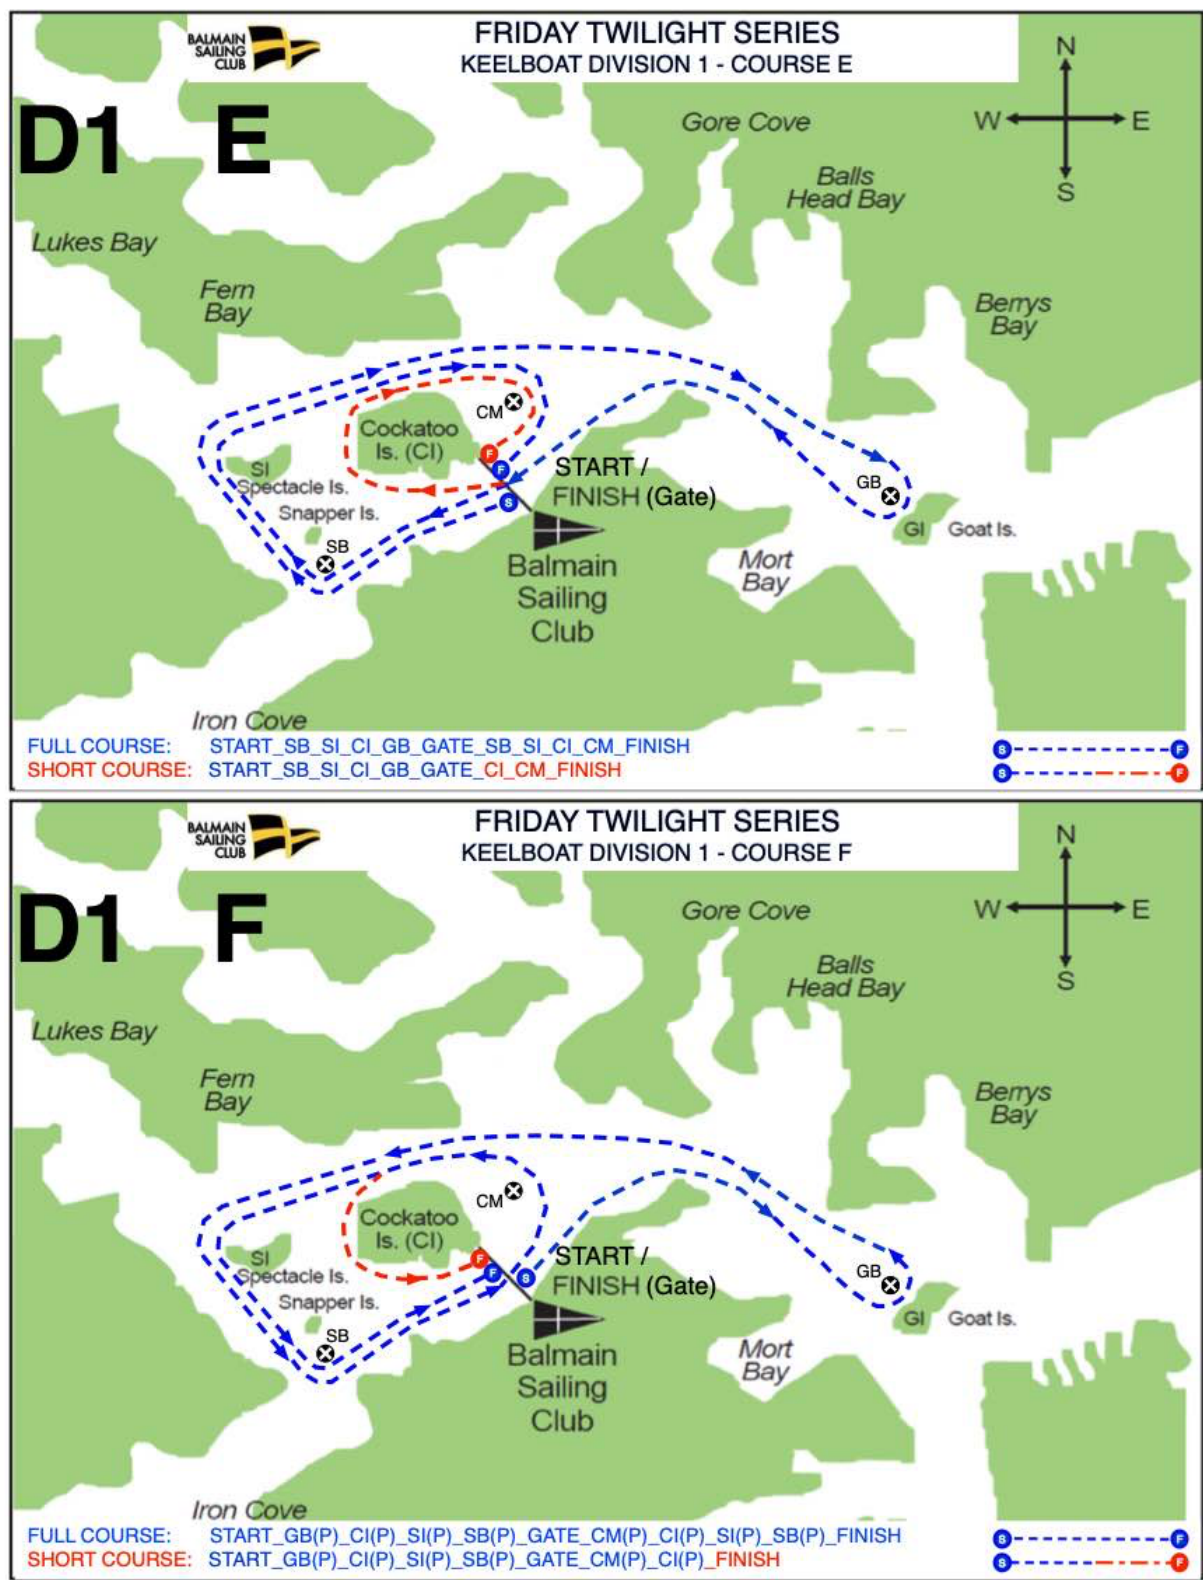 BALMAIN
SAILING
CLUB
FRIDAY TWILIGHT SERIES
KEELBOAT DIVISION 1 - COURSE E
D1 E
N
W E
S
Gore Cove
Balls
Head Bay
Lukes Bay
Fern
Bay
Berrys
Bay
CM
Cockatoo
Is. (CI)
F
F
S
START /
FINISH (Gate)
SI
Spectacle Is.
Snapper Is.
SB
GB
GI Goat Is.
Mort
Bay
Balmain
Sailing
Club
Iron Cove
FULL COURSE: START_SB_SI_CI_GB_GATE_SB_SI_CI_CM_FINISH
S F
SHORT COURSE: START_SB_SI_CI_GB_GATE_CI_CM_FINISH
S F
BALMAIN
SAILING
CLUB
FRIDAY TWILIGHT SERIES
KEELBOAT DIVISION 1 - COURSE F
D1 F
N
W E
S
Gore Cove
Balls
Head Bay
Lukes Bay
Fern
Bay
Berrys
Bay
CM
Cockatoo
Is. (CI)
F
F
S
START /
FINISH (Gate)
SI
Spectacle Is.
Snapper Is.
SB
GB
GI Goat Is.
Mort
Bay
Balmain
Sailing
Club
Iron Cove
FULL COURSE: START_GB(P)_CI(P)_SI(P)_SB(P)_GATE_CM(P)_CI(P)_SI(P)_SB(P)_FINISH
S F
SHORT COURSE: START_GB(P)_CI(P)_SI(P)_SB(P)_GATE_CM(P)_CI(P)_FINISH
S F